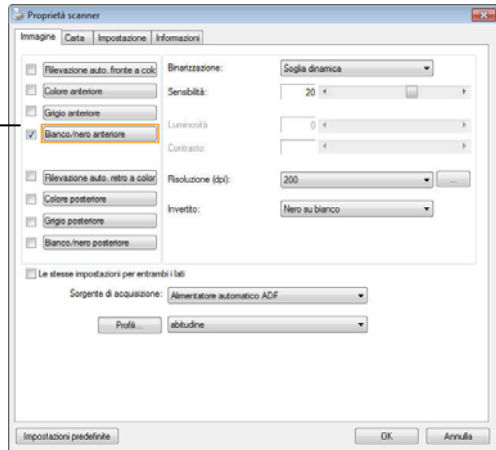 Proprietà scanner
Immagine Carta Impostazione Informazioni
Rilevazione auto. fronte a colc
Binarizzazione: Soglia dinamica
Colore anteriore
Sensibilità: 20
Grigio anteriore
Luminosità 0
Bianco/nero anteriore
Contrasto:
Rilevazione auto. retro a color
Risoluzione (dpi): 200 ...
Colore posteriore
Invertito: Nero su bianco
Grigio posteriore
Bianco/nero posteriore
Le stesse impostazioni per entrambi i lati
Sorgente di acquisizione: Alimentatore automatico ADF
Profili... abitudine
Impostazioni predefinite OK Annulla